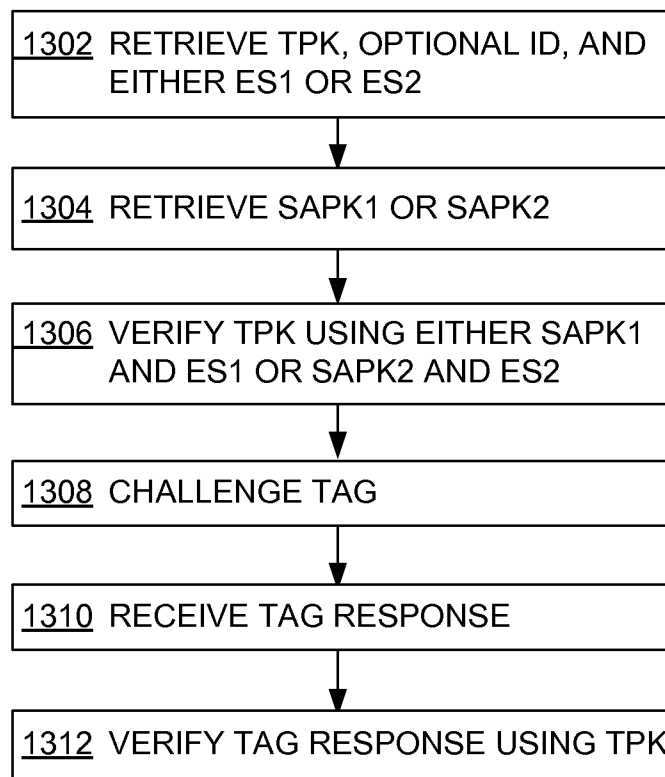 1302 RETRIEVE TPK, OPTIONAL ID, AND
EITHER ES1 OR ES2
1304 RETRIEVE SAPK1 OR SAPK2
1306 VERIFY TPK USING EITHER SAPK1
AND ES1 OR SAPK2 AND ES2
1308 CHALLENGE TAG
1310 RECEIVE TAG RESPONSE
1312 VERIFY TAG RESPONSE USING TPK